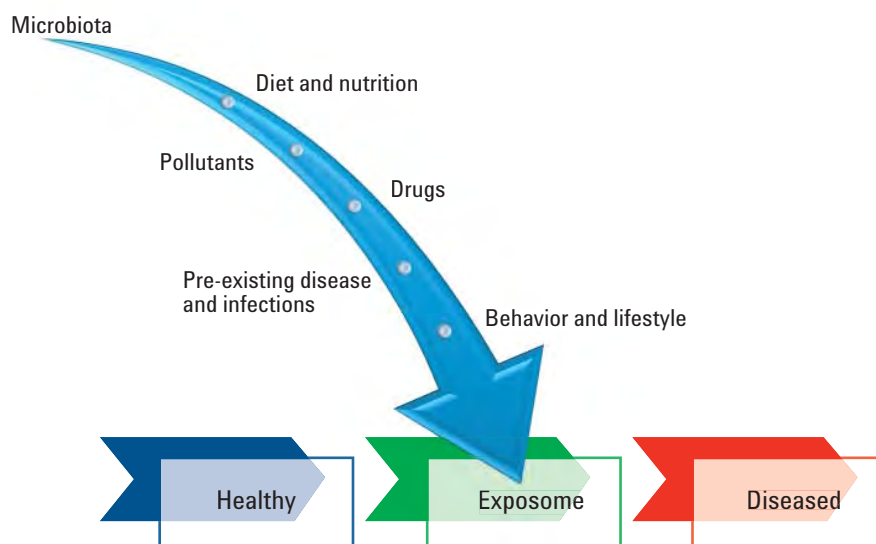 Microbiota
Diet and nutrition
Pollutants
Drugs
Pre-existing disease
and infections
Behavior and lifestyle
Healthy
Exposome
Diseased